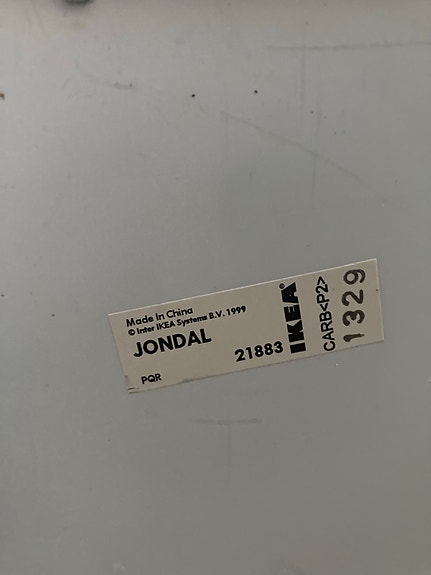 Made in China
© Inter IKEA Systems B.V. 1999
JONDAL
21883
PQR
IKEA®
CARB<P2>
1329